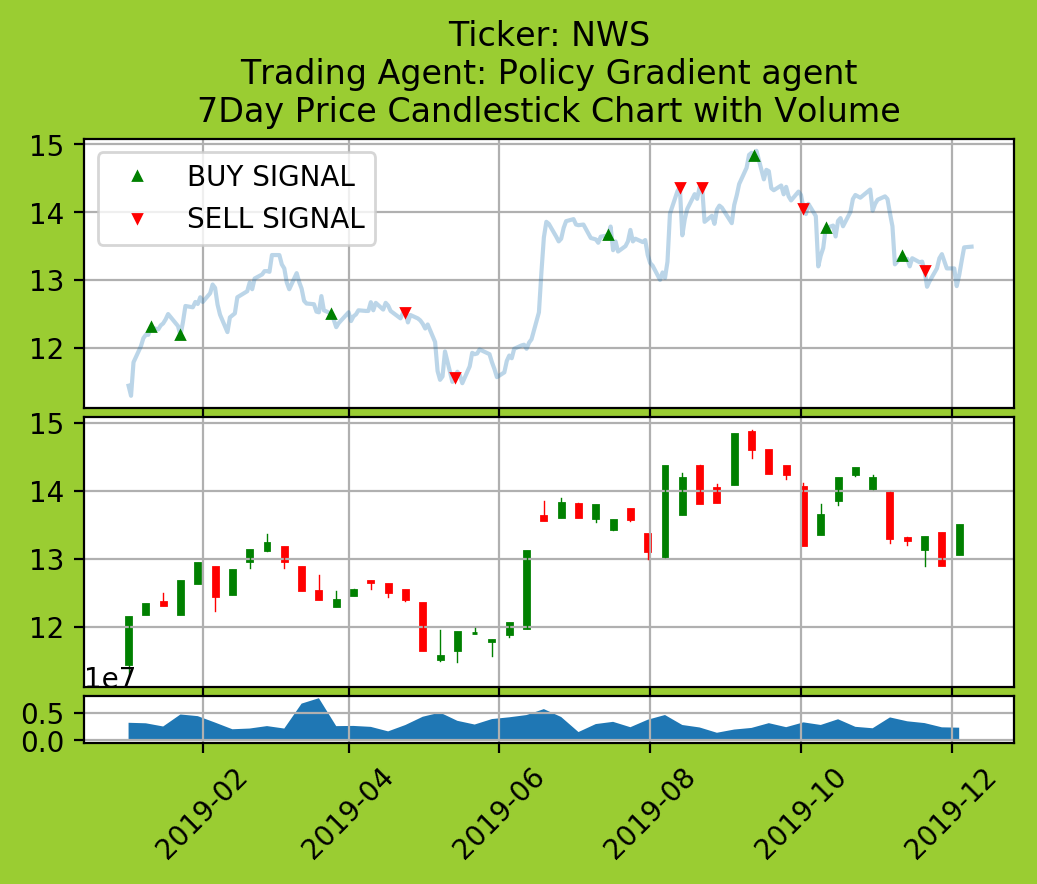 Ticker: NWS
Trading Agent: Policy Gradient agent
7Day Price Candlestick Chart with Volume
15
BUY SIGNAL
SELL SIGNAL
14
13
12
15
14
13
12
1e7
0.5
0.0
2019-02
2019-04
2019-06
2019-08
2019-10
2019-12